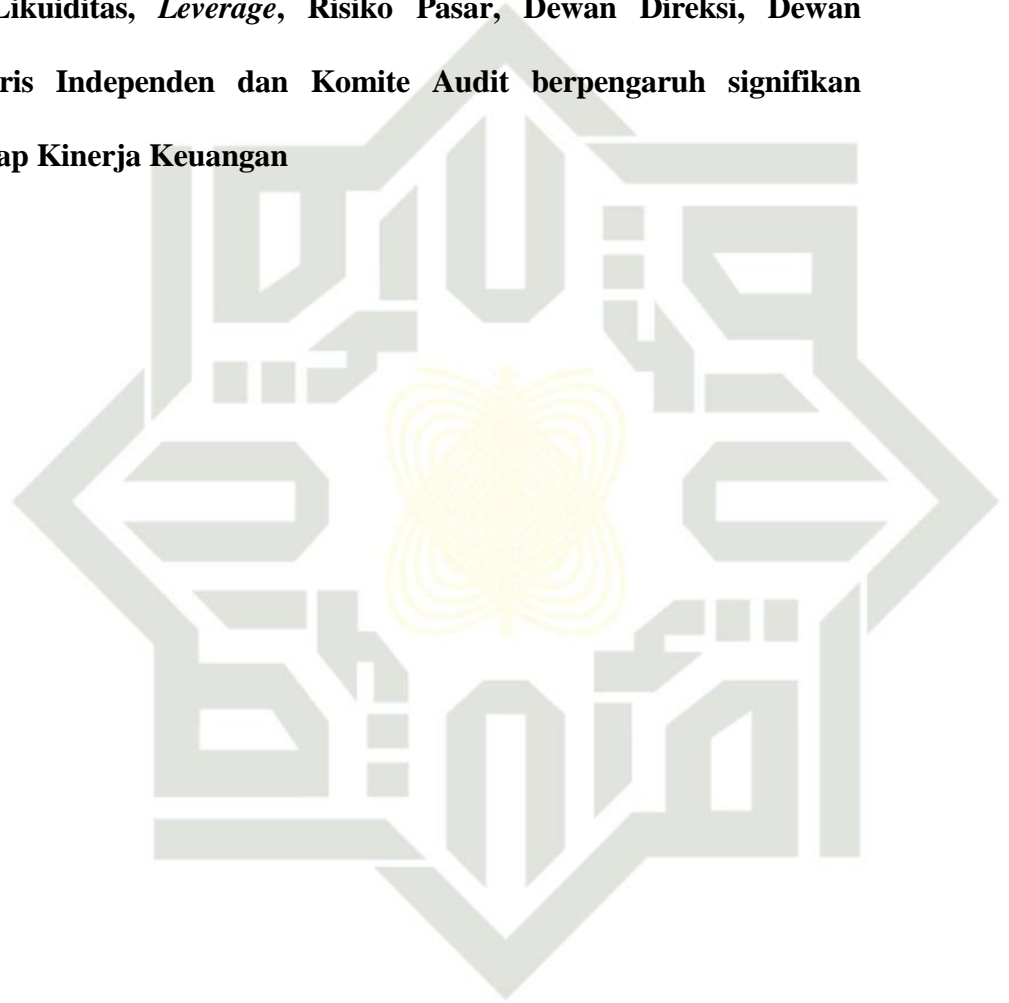 Likuiditas, Leverage, Risiko Pasar, Dewan Direksi, Dewan
ris Independen dan Komite Audit berpengaruh signifikan
ap Kinerja Keuangan